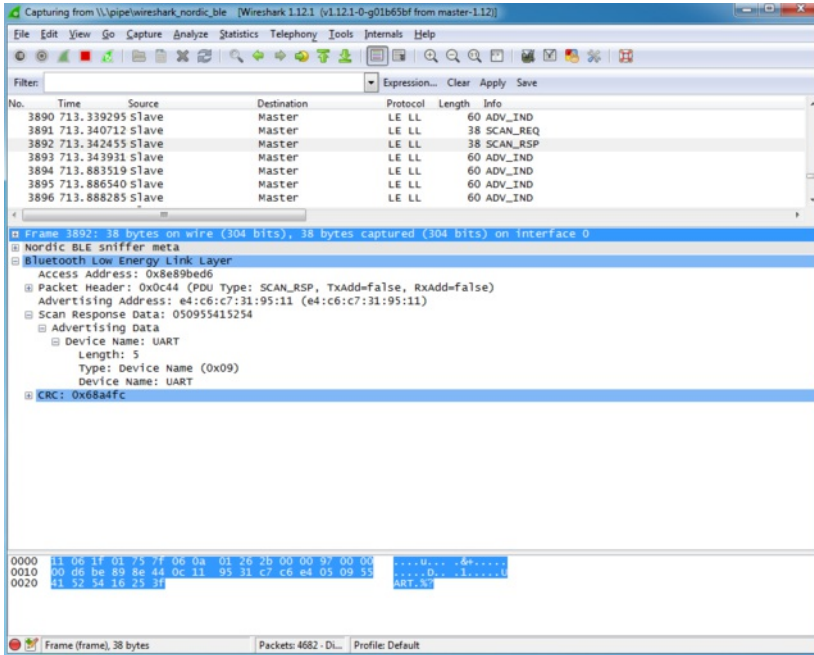 Capturing from \\.\pipe\wireshark_nordic_ble [Wireshark 1.12.1 (v1.12.1-0-g01b65bf from master-1.12)]
File Edit View Go Capture Analyze Statistics Telephony Tools Internals Help
Filter: Expression... Clear Apply Save
No. Time Source Destination Protocol Length Info
3890 713.339295 Slave Master LE LL 60 ADV_IND
3891 713.340712 Slave Master LE LL 38 SCAN_REQ
3892 713.342455 Slave Master LE LL 38 SCAN_RSP
3893 713.343931 Slave Master LE LL 60 ADV_IND
3894 713.883519 Slave Master LE LL 60 ADV_IND
3895 713.886540 Slave Master LE LL 60 ADV_IND
3896 713.888285 Slave Master LE LL 60 ADV_IND
Frame 3892: 38 bytes on wire (304 bits), 38 bytes captured (304 bits) on interface 0
Nordic BLE sniffer meta
Bluetooth Low Energy Link Layer
Access Address: 0x8e89bed6
Packet Header: 0x0c44 (PDU Type: SCAN_RSP, TxAdd=false, RxAdd=false)
Advertising Address: e4:c6:c7:31:95:11 (e4:c6:c7:31:95:11)
Scan Response Data: 050955415254
Advertising Data
Device Name: UART
Length: 5
Type: Device Name (0x09)
Device Name: UART
CRC: 0x68a4fc
0000 11 06 1f 01 75 7f 06 0a 01 26 2b 00 00 97 00 00 ....u... .&+.....
0010 00 d6 be 89 8e 44 0c 11 95 31 c7 c6 e4 05 09 55 .....D.. .1.....U
0020 41 52 54 16 25 3f ART.%?
Frame (frame), 38 bytes Packets: 4682 · Di... Profile: Default